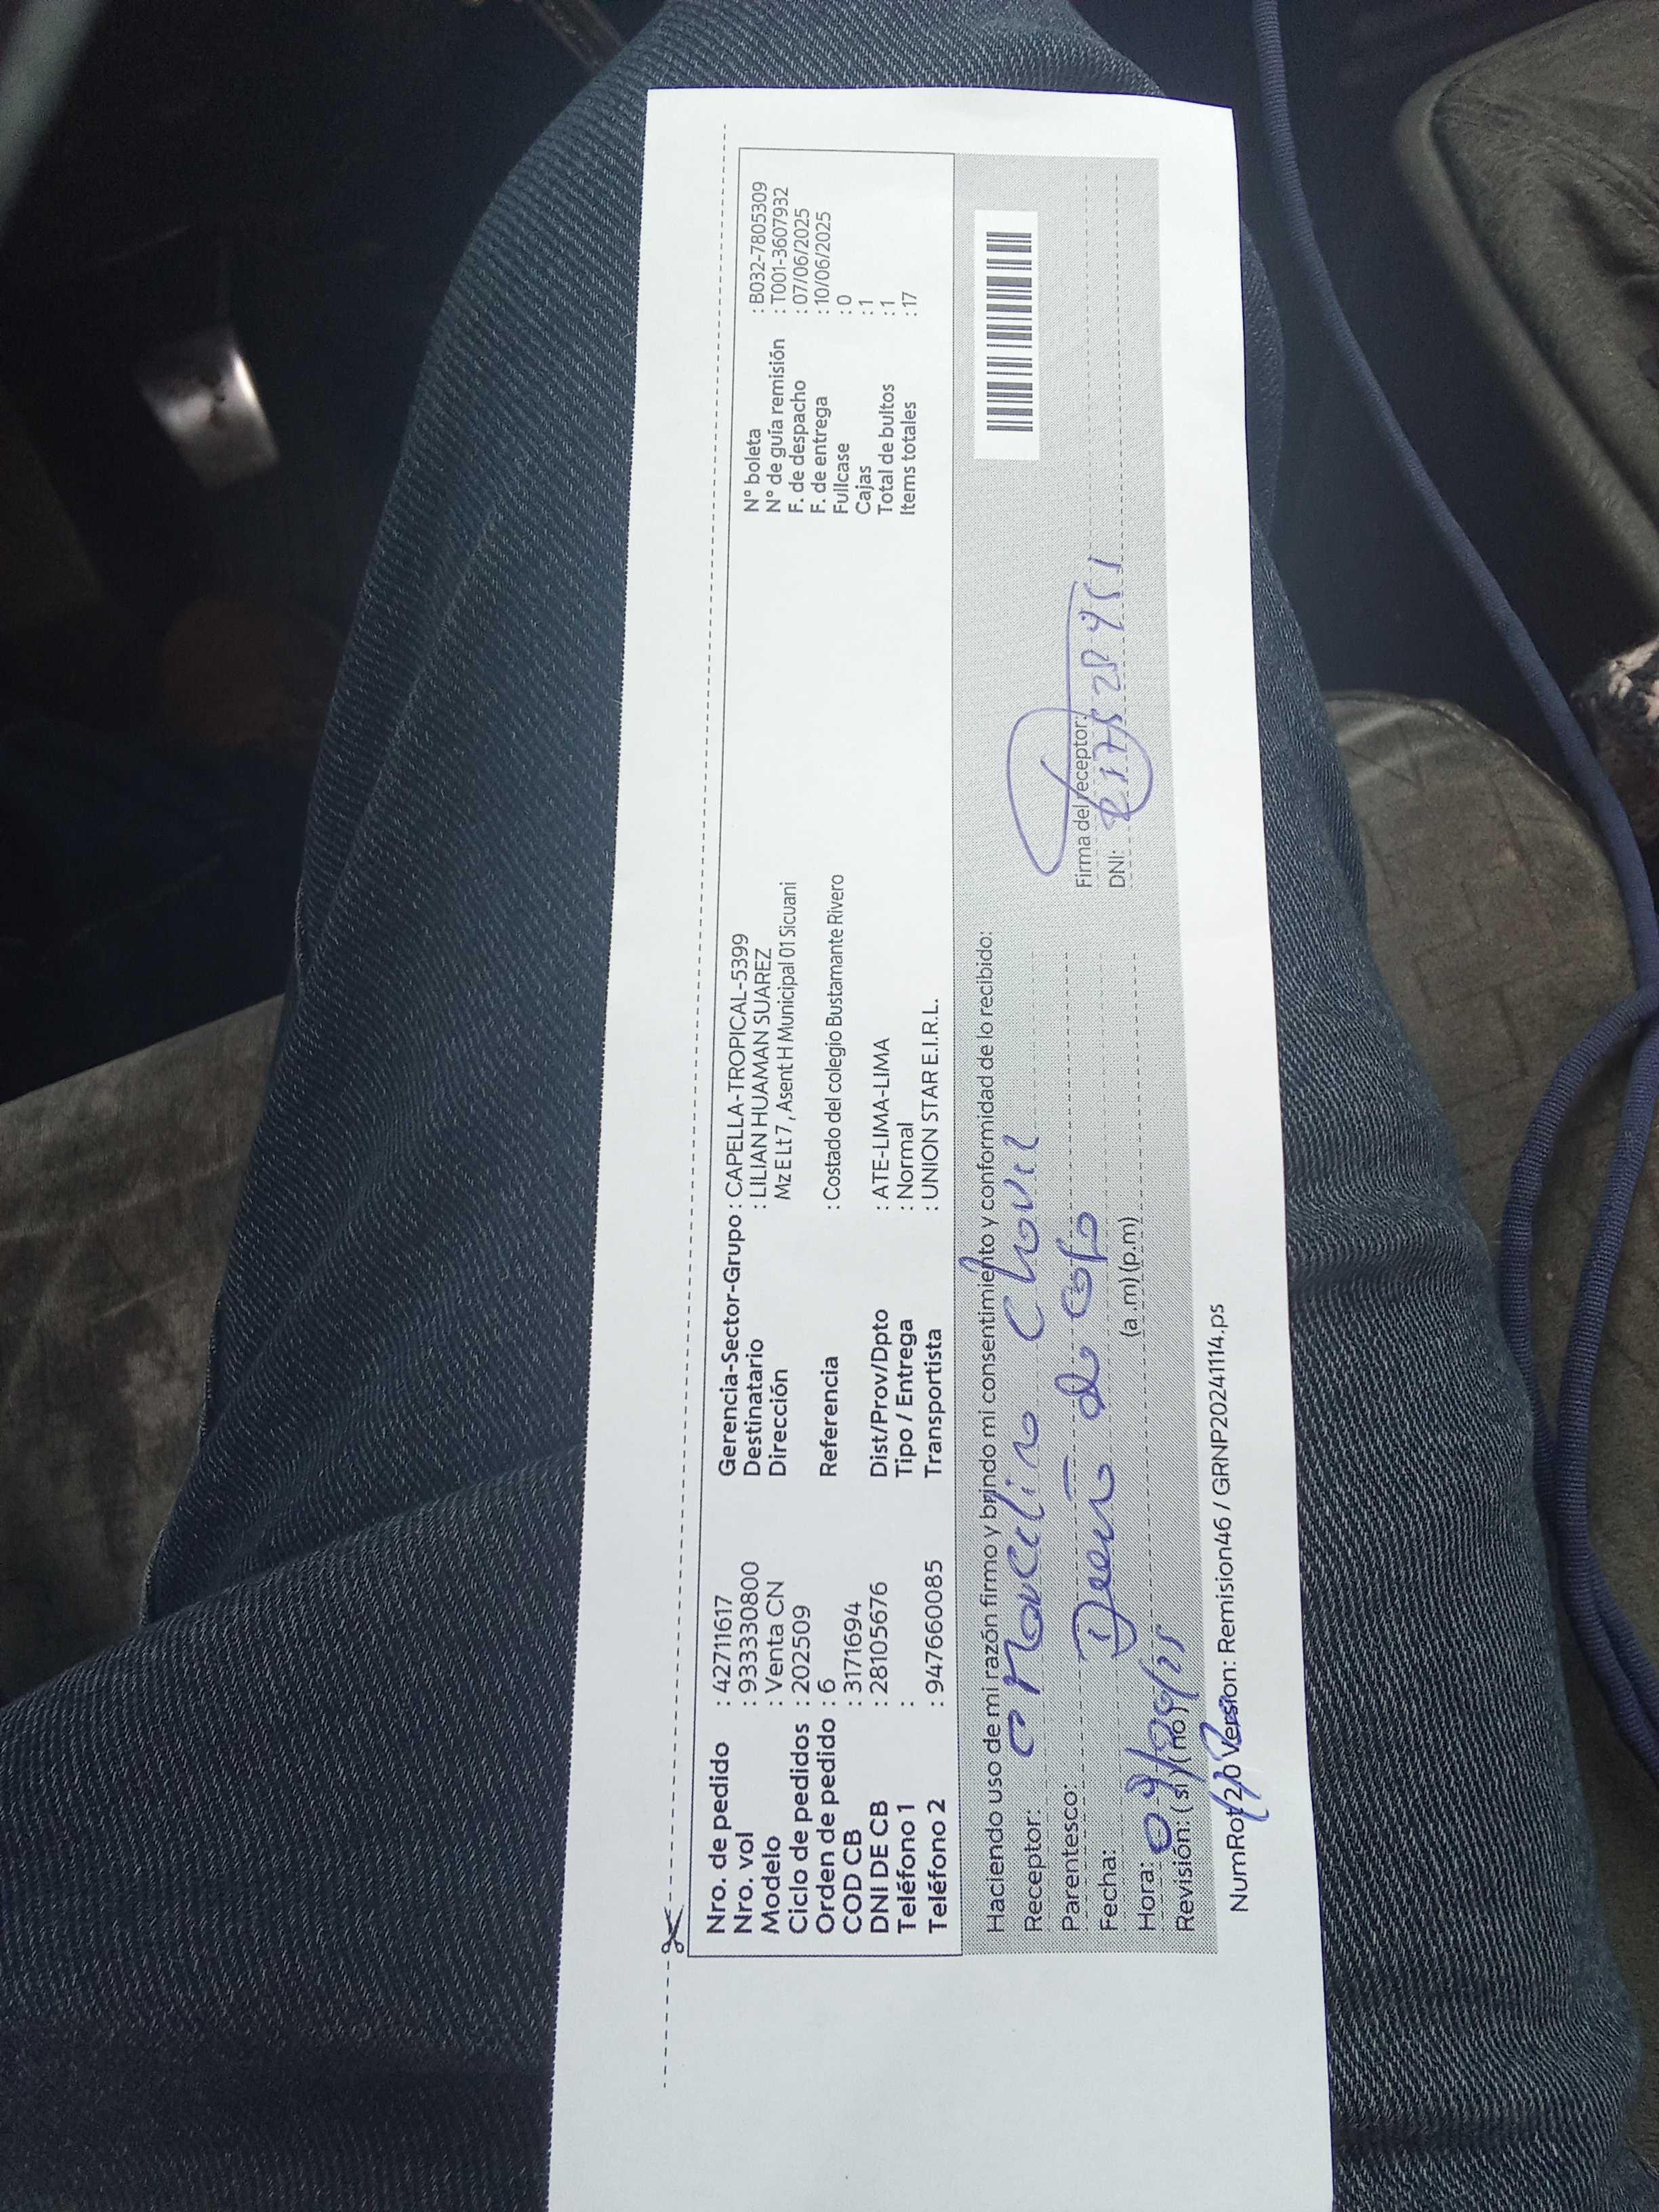 Nro. de pedido : 42711617
Nro. vol : 933330800
Modelo : Venta CN
Ciclo de pedidos : 202509
Orden de pedido : 6
COD CB : 3171694
DNI DE CB : 28105676
Teléfono 1 :
Teléfono 2 : 947660085
Gerencia-Sector-Grupo : CAPELLA-TROPICAL-5399
Destinatario : LILIAN HUAMAN SUAREZ
Dirección Mz E Lt 7 , Asent H Municipal 01 Sicuani
Referencia : Costado del colegio Bustamante Rivero
Dist/Prov/Dpto : ATE-LIMA-LIMA
Tipo / Entrega : Normal
Transportista : UNION STAR E.I.R.L.
N° boleta : B032-7805309
N° de guía remisión : T001-3607932
F. de despacho : 07/06/2025
F. de entrega : 10/06/2025
Fullcase : 0
Cajas : 1
Total de bultos : 1
Items totales : 17
Haciendo uso de mi razón firmo y brindo mi consentimiento y conformidad de lo recibido:
Receptor: Marcelino
Parentesco:
Fecha:
Hora: (a.m) (p.m)
Revisión: ( si ) ( no )
Firma del receptor:
DNI:
Version: Remision46 / GRNP20241114.ps